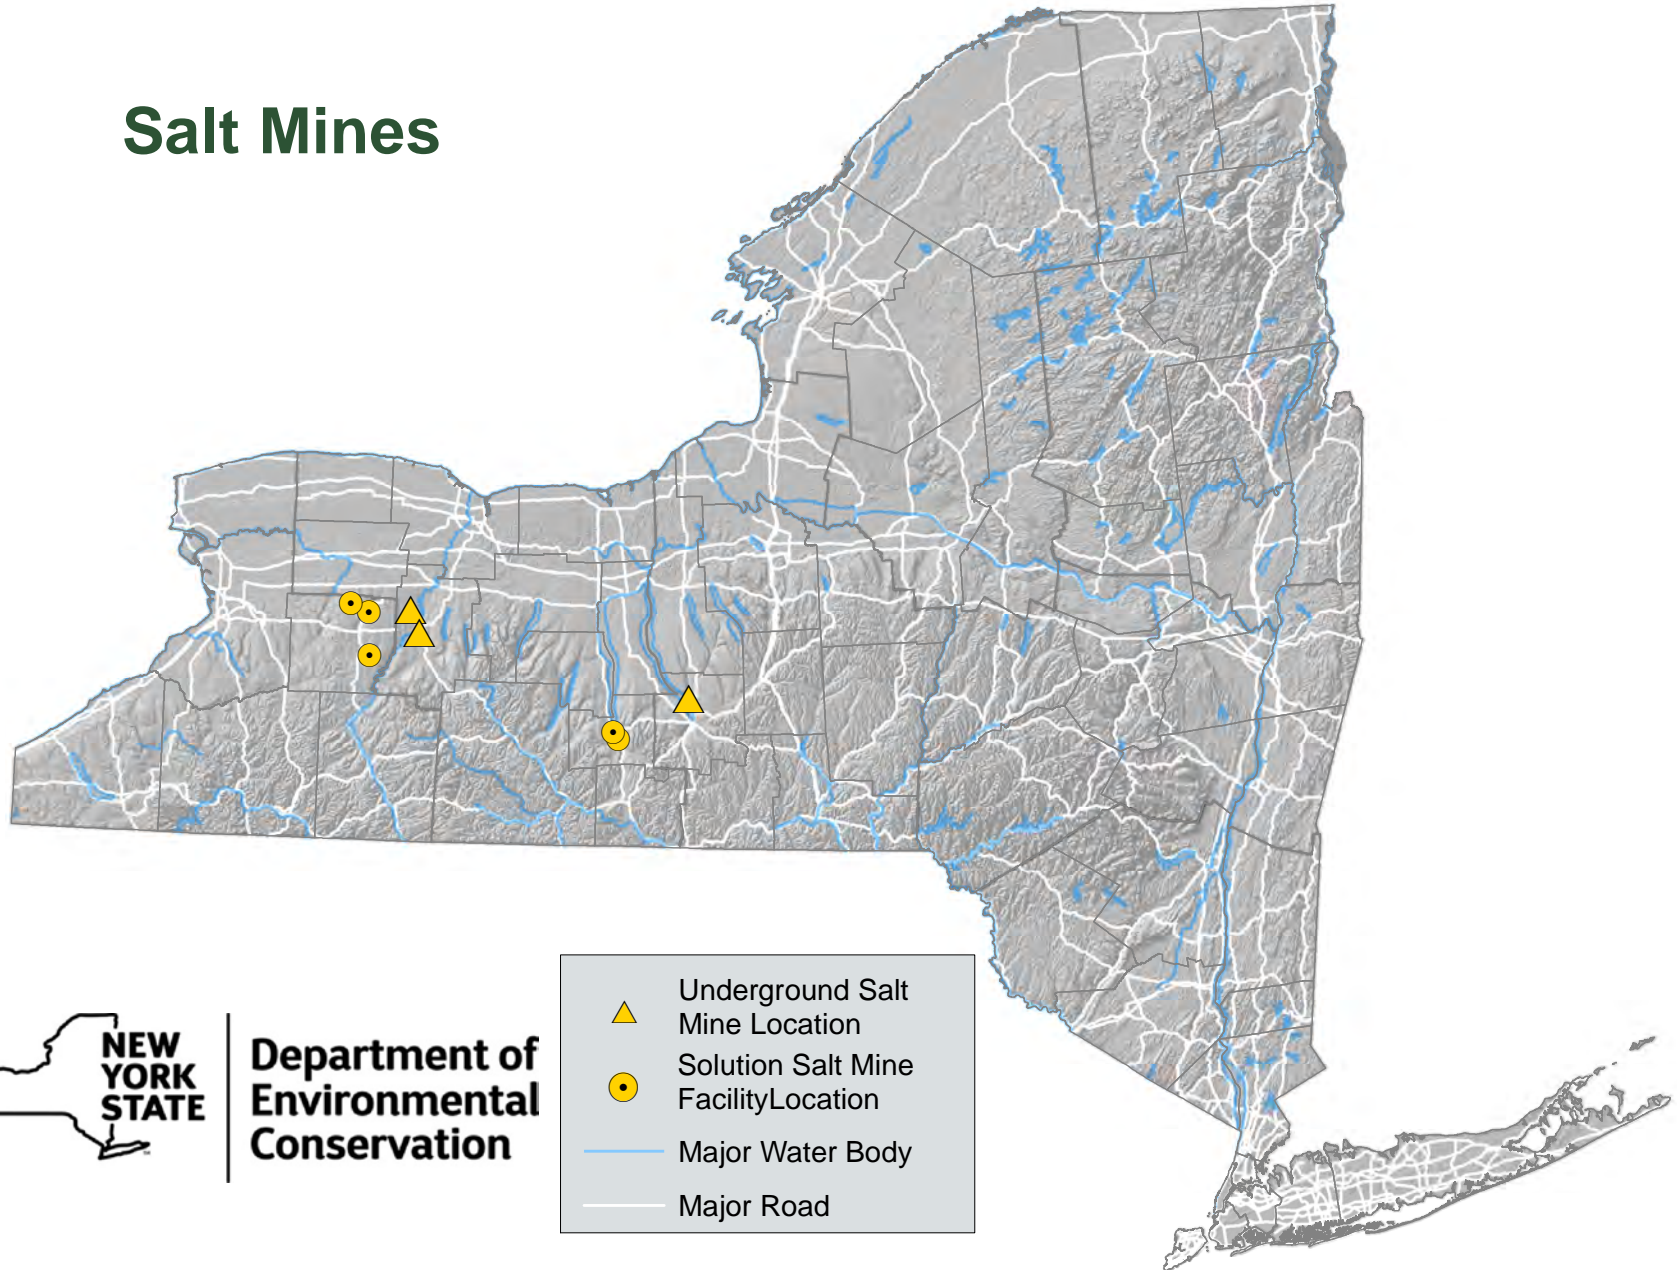 Salt Mines
NEW
YORK
STATE
Department of
Environmental
Conservation
Underground Salt
Mine Location
Solution Salt Mine
FacilityLocation
Major Water Body
Major Road